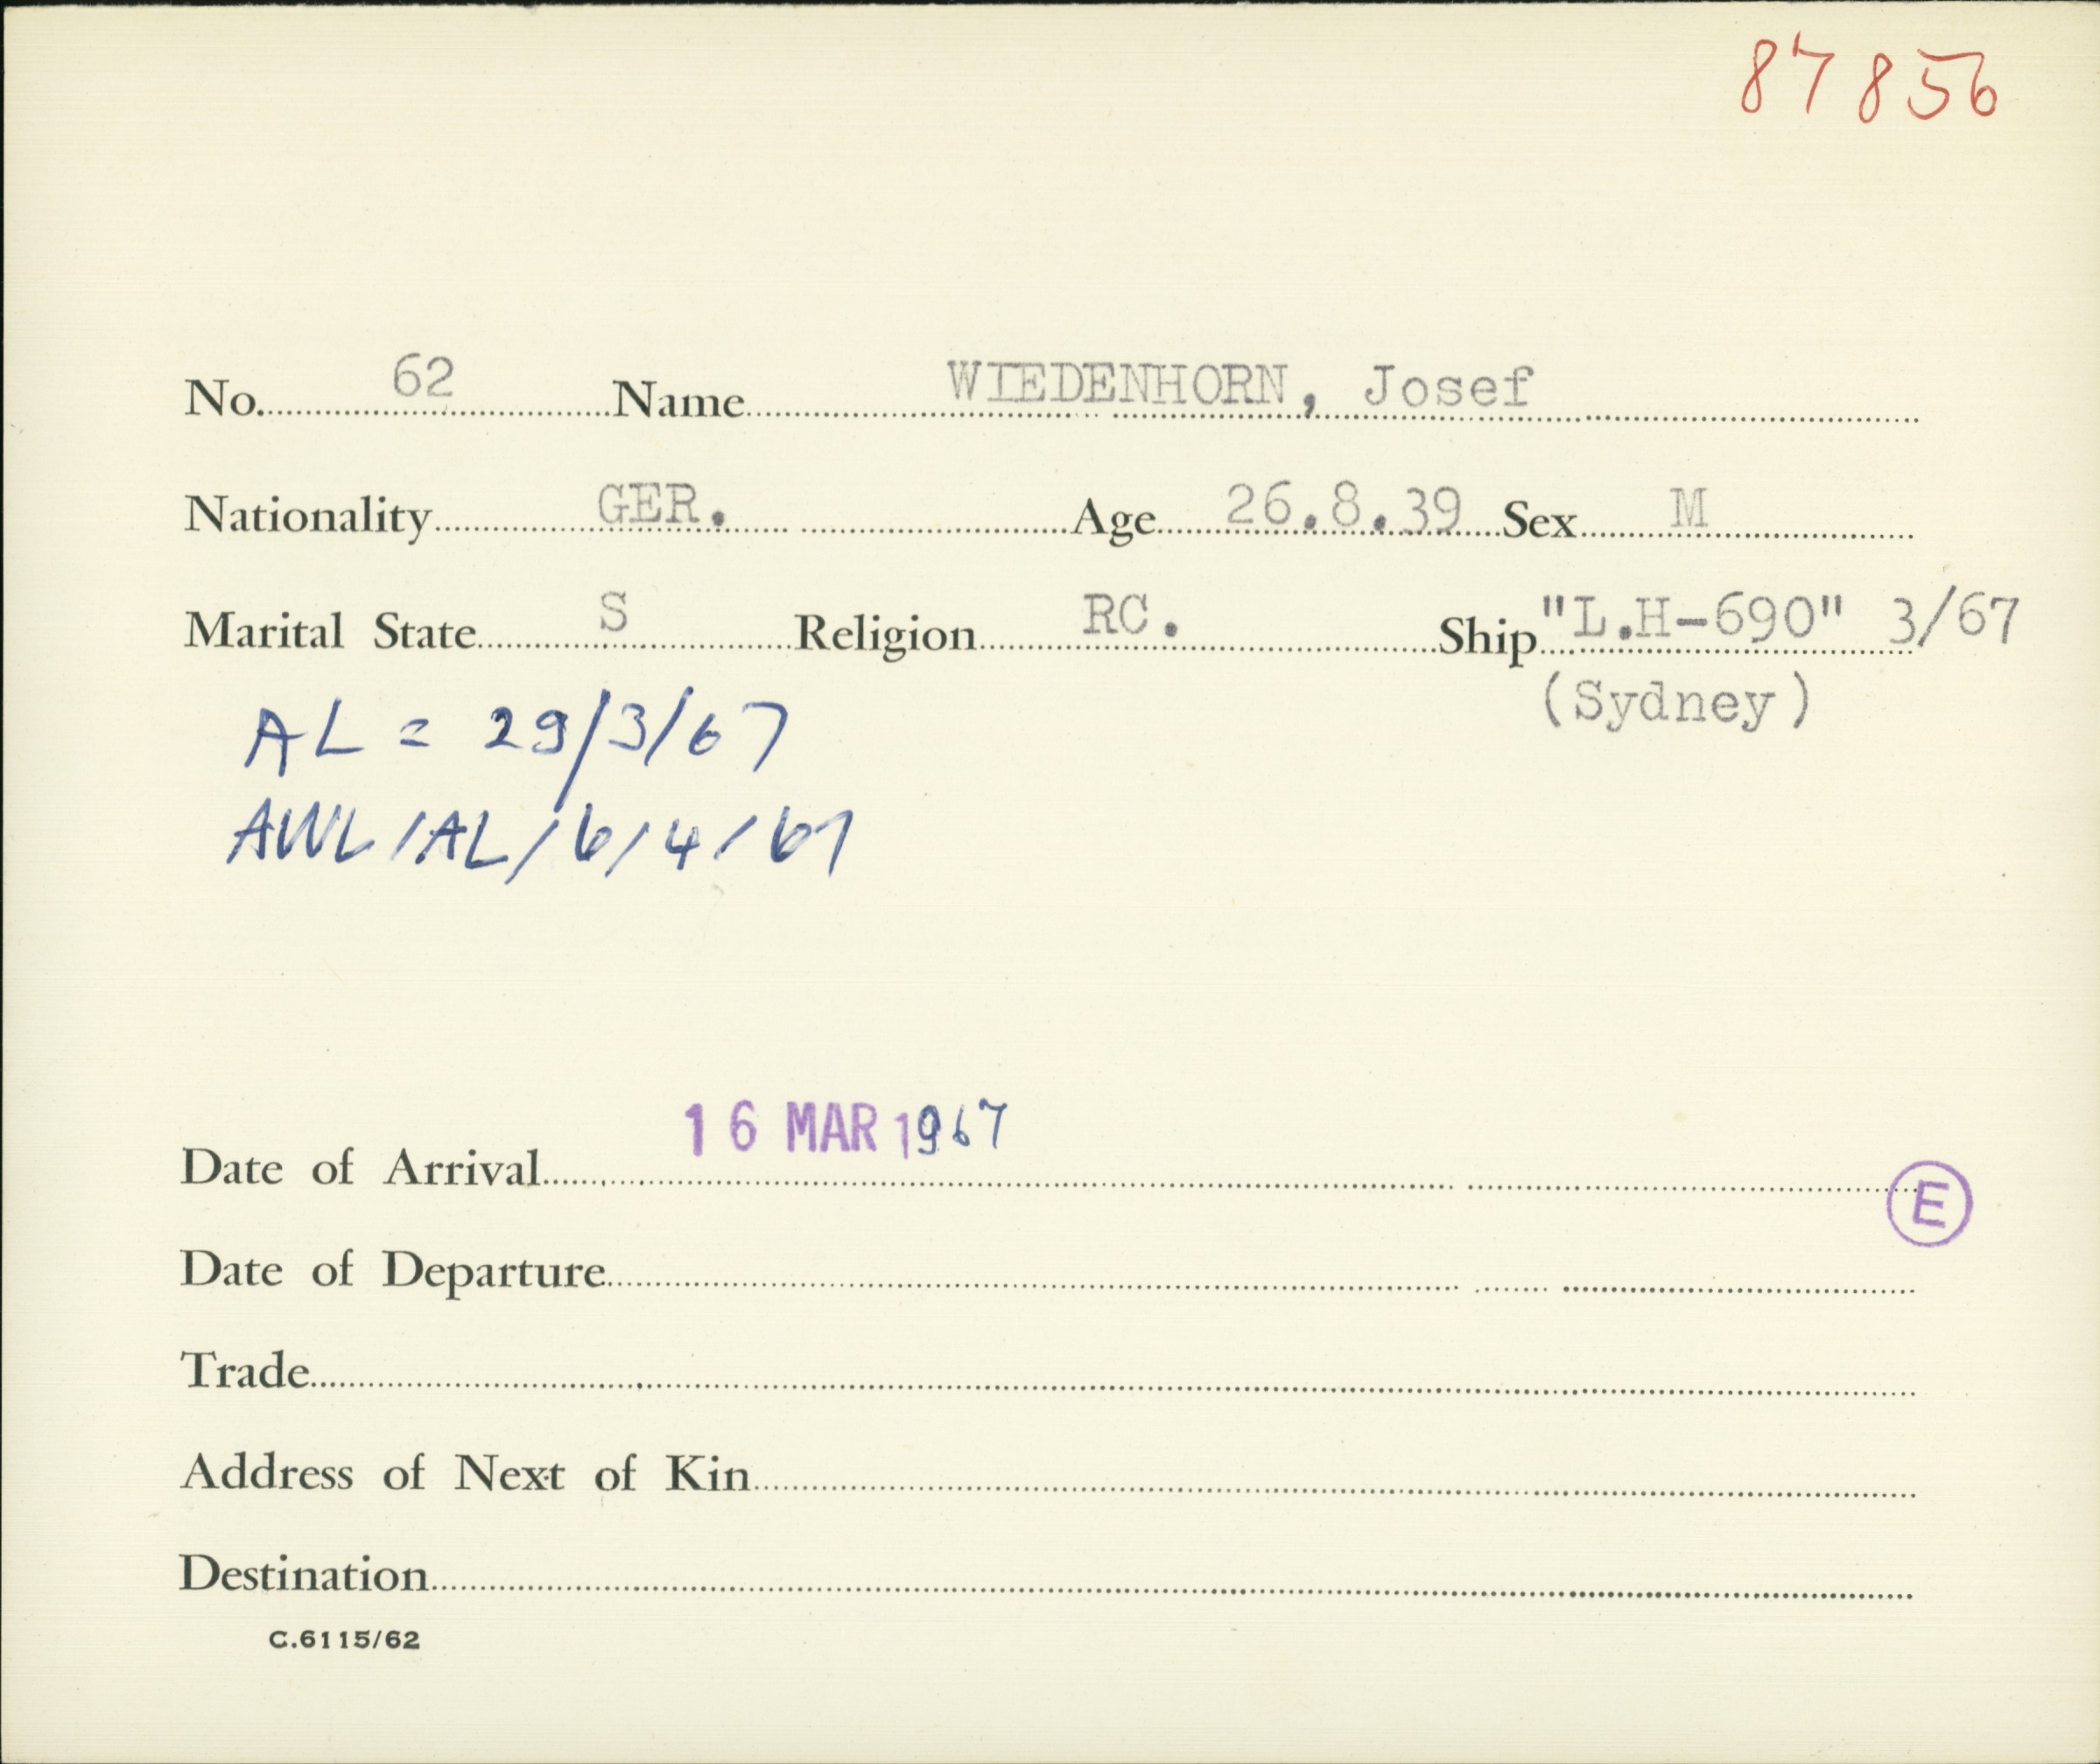 87856
No. 62 Name WIEDENHORN, Josef
Nationality GER. Age 26.8.39 Sex M
Marital State S Religion RC. Ship "L.H-690" 3/67
(Sydney)
AL = 29/3/67
AWL/AL/6/4/67
Date of Arrival 16 MAR 1967
E
Date of Departure
Trade
Address of Next of Kin
Destination
C.6115/62